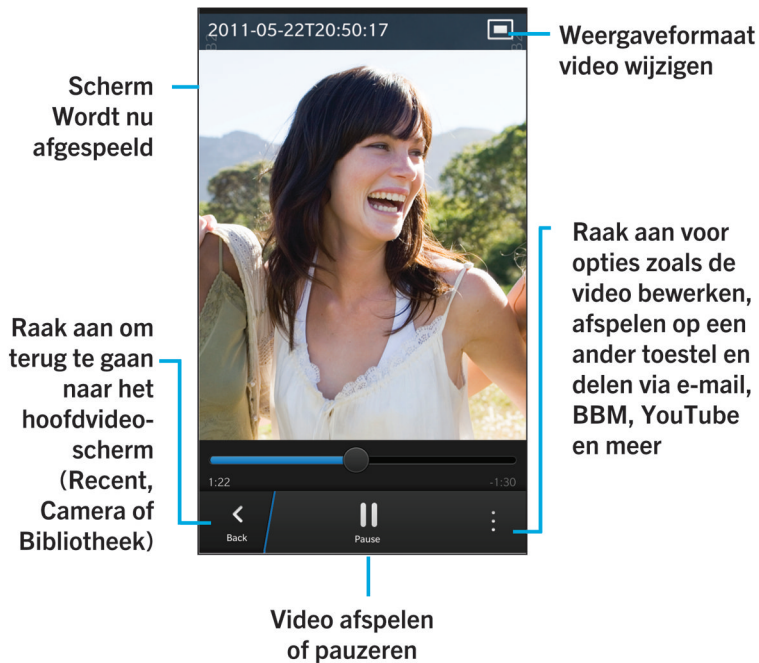 2011-05-22T20:50:17
Weergaveformaat
video wijzigen
Scherm
Wordt nu
afgespeeld
Raak aan voor
opties zoals de
video bewerken,
afspelen op een
ander toestel en
delen via e-mail,
BBM, YouTube
en meer
Raak aan om
terug te gaan
naar het
hoofdvideo-
scherm
(Recent,
Camera of
Bibliotheek)
1:22
-1:30
Back
Pause
Video afspelen
of pauzeren